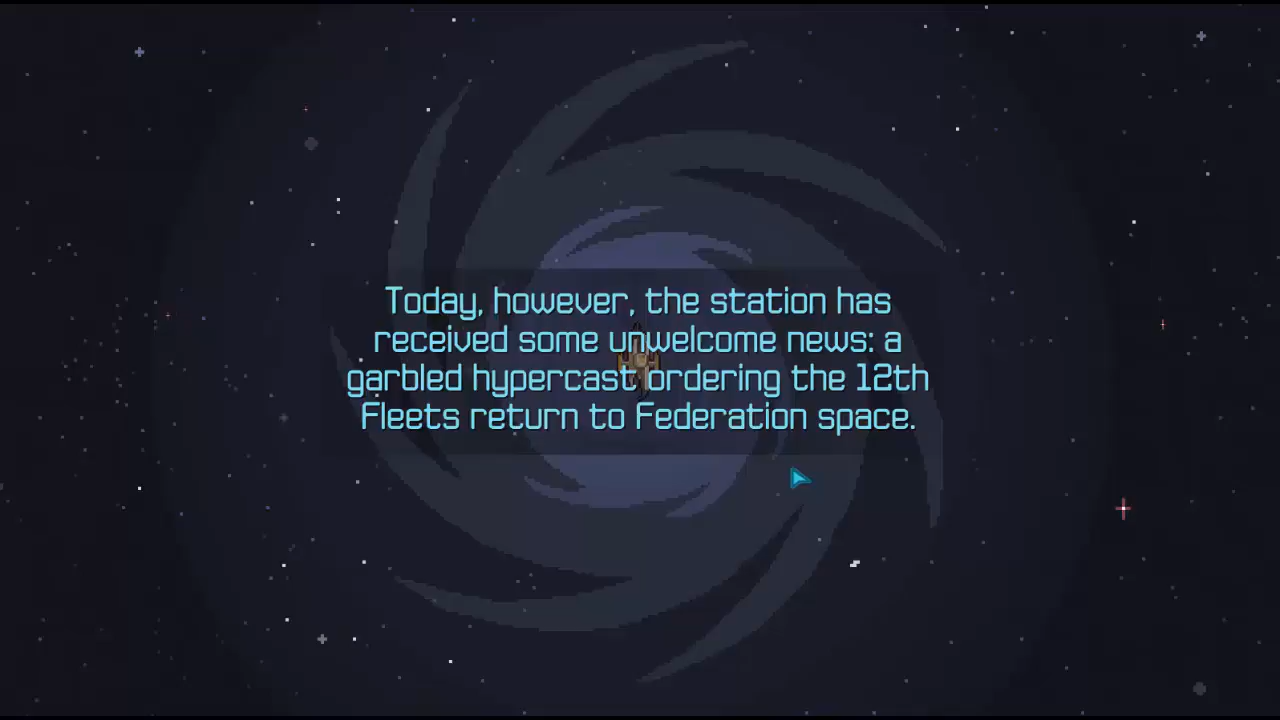 Today, however, the station has
received some unwelcome news: a
garbled hypercast ordering the 12th
Fleets return to Federation space.